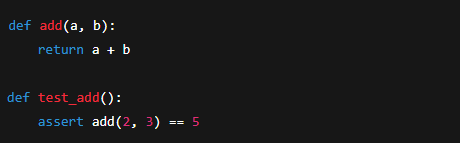 def add(a, b):
    return a + b

def test_add():
    assert add(2, 3) == 5